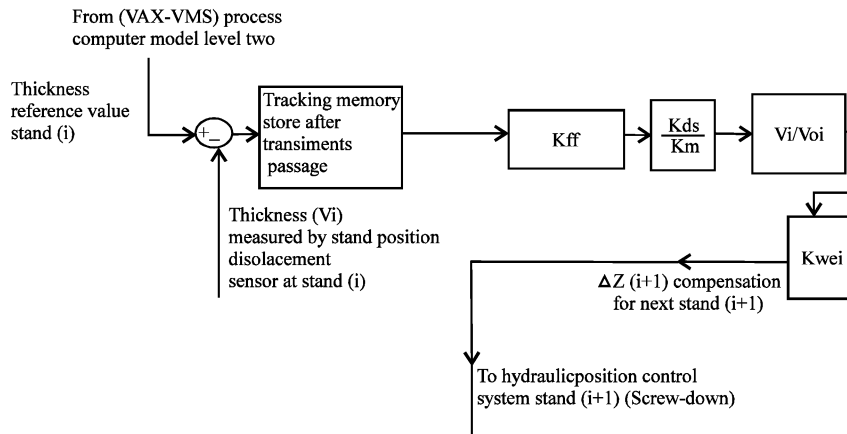 From (VAX-VMS) process
computer model level two
Thickness
reference value
stand (i)
+
_
Tracking memory
store after
transiments
passage
Kff
Kds
Km
Vi/Voi
Thickness (Vi)
measured by stand position
disolacement
sensor at stand (i)
Kwei
ΔZ (i+1) compensation
for next stand (i+1)
To hydraulicposition control
system stand (i+1) (Screw-down)